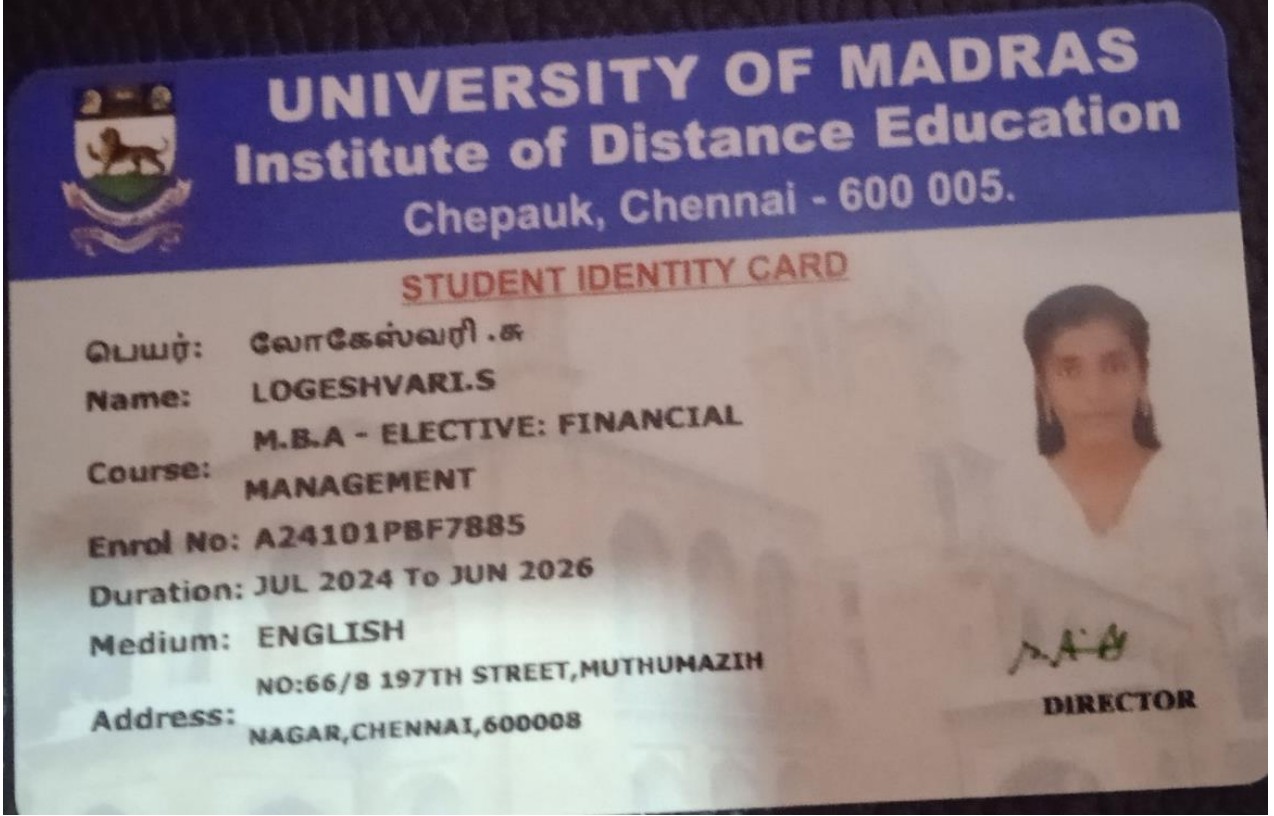 UNIVERSITY OF MADRAS
Institute of Distance Education
Chepauk, Chennai - 600 005.
STUDENT IDENTITY CARD
பெயர்: லோகேஸ்வரி .சு
Name: LOGESHVARI.S
Course: M.B.A - ELECTIVE: FINANCIAL
MANAGEMENT
Enrol No: A24101PBF7885
Duration: JUL 2024 To JUN 2026
Medium: ENGLISH
Address: NO:66/8 197TH STREET,MUTHUMAZIH
NAGAR,CHENNAI,600008
DIRECTOR